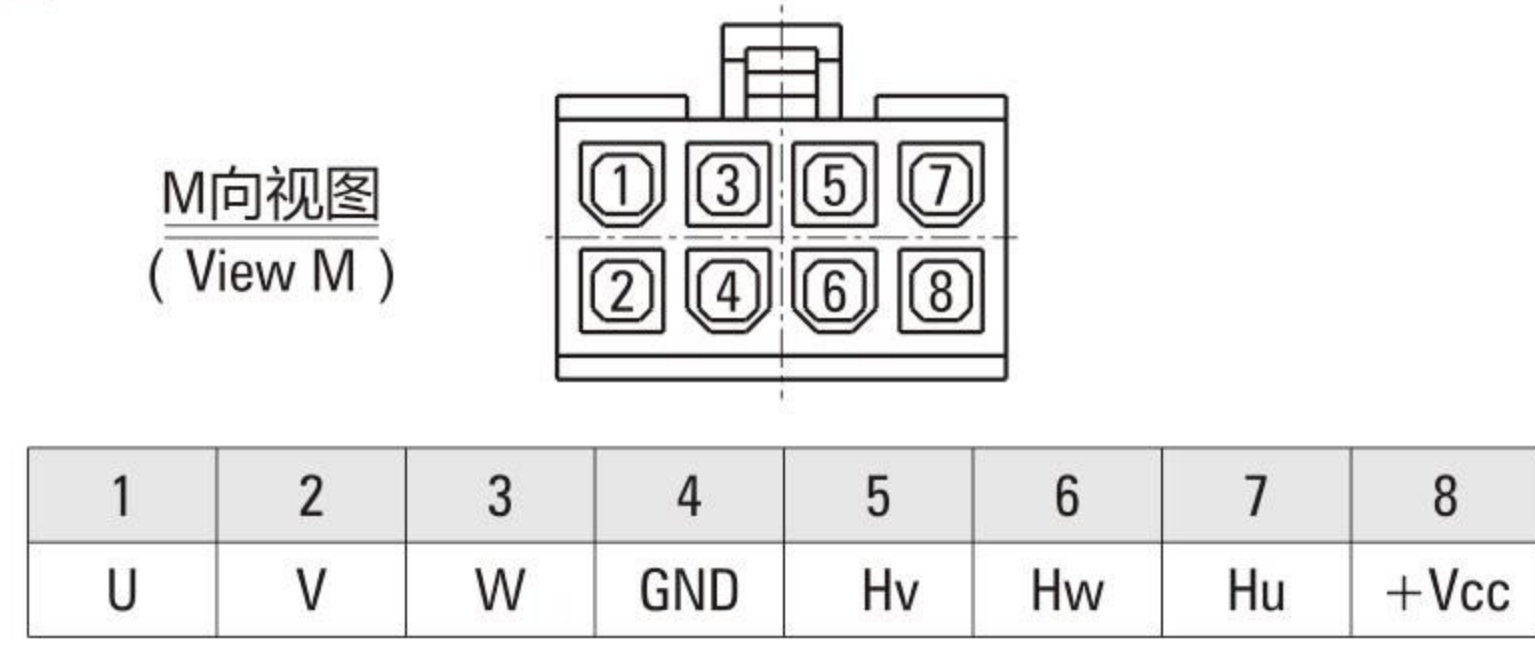 M向视图
( View M )
1 3 5 7
2 4 6 8
1 2 3 4 5 6 7 8
U V W GND Hv Hw Hu +Vcc